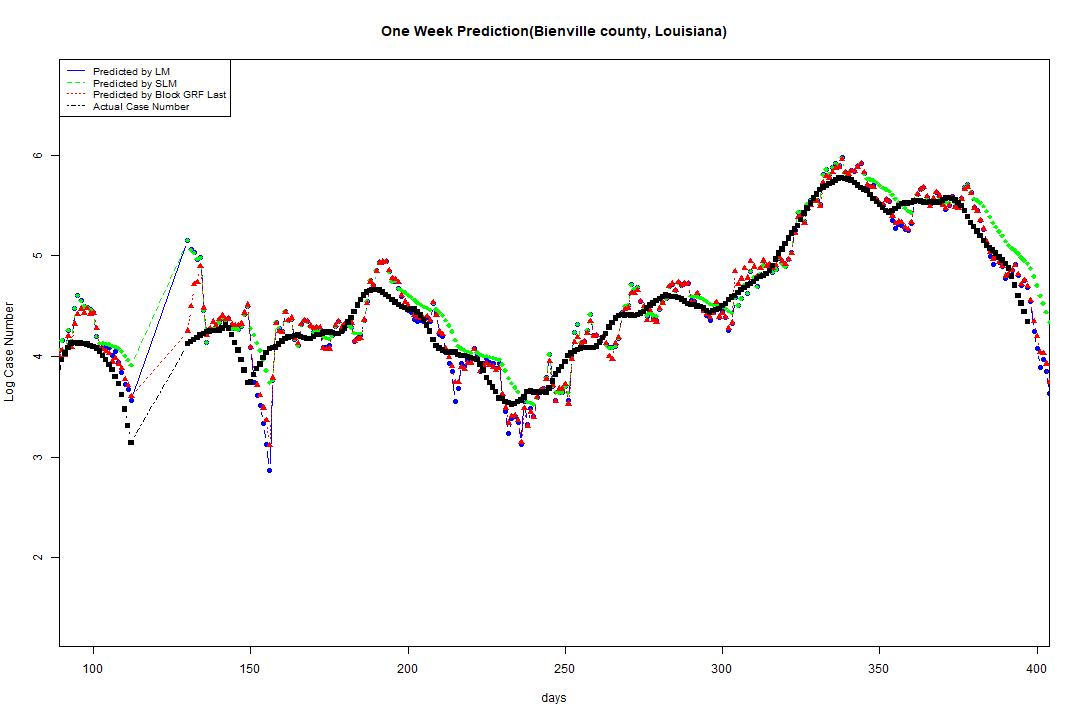 One Week Prediction(Bienville county, Louisiana)
Predicted by LM
Predicted by SLM
Predicted by Block GRF Last
Actual Case Number
Log Case Number
6
5
4
3
2
100 150 200 250 300 350 400
days